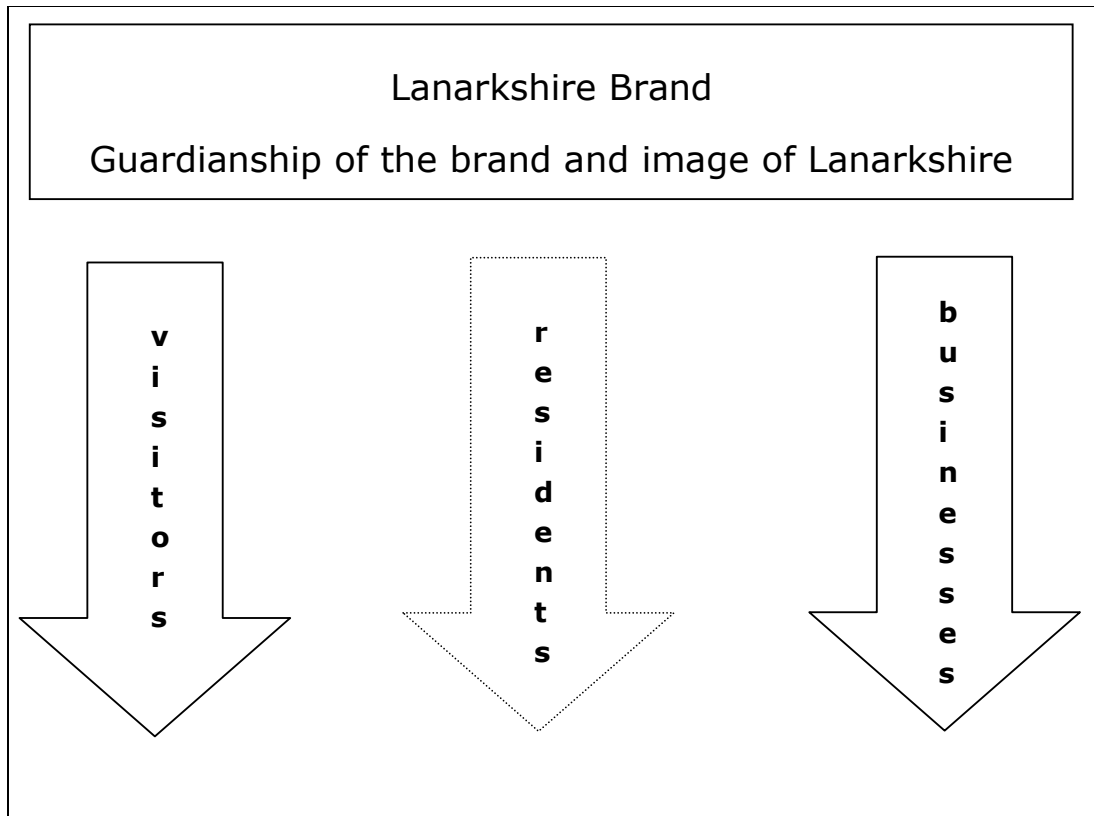 Lanarkshire Brand
Guardianship of the brand and image of Lanarkshire
visitors
residents
businesses